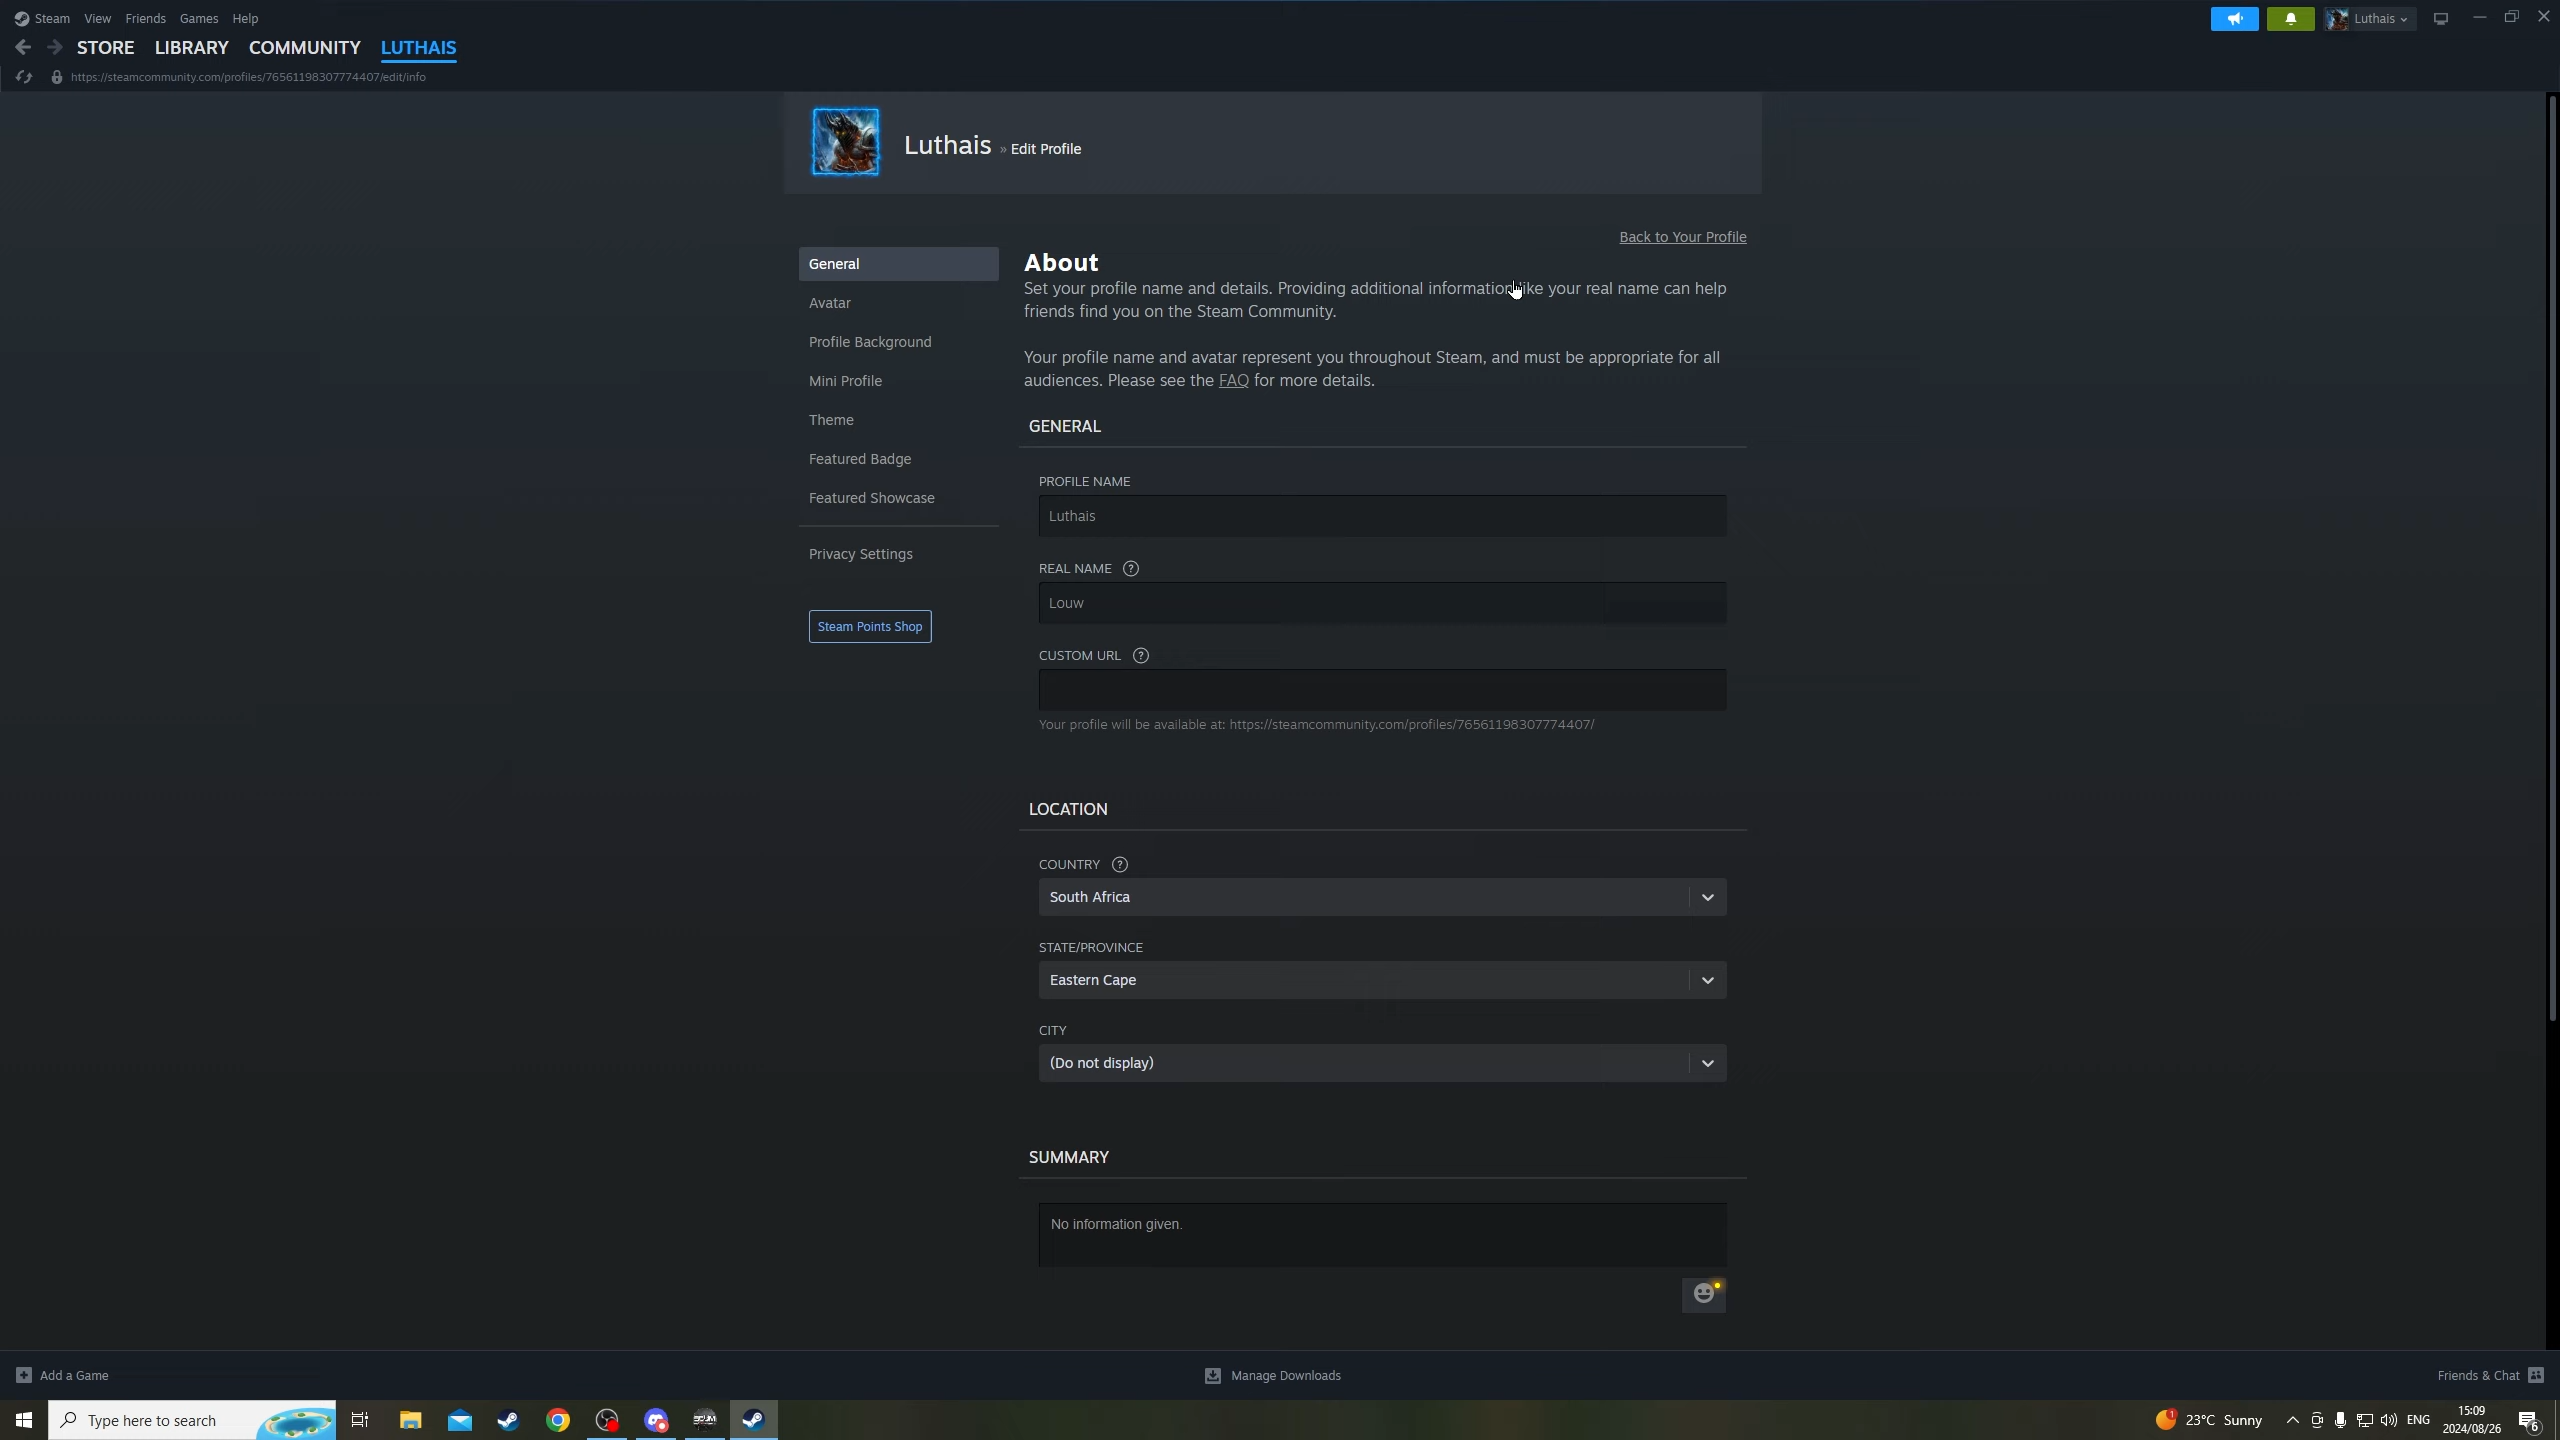 Steam View Friends Games Help
Luthais
STORE LIBRARY COMMUNITY LUTHAIS
https://steamcommunity.com/profiles/76561198307774407/edit/info
Luthais » Edit Profile
Back to Your Profile
General
Avatar
Profile Background
Mini Profile
Theme
Featured Badge
Featured Showcase
Privacy Settings
Steam Points Shop
About
Set your profile name and details. Providing additional information like your real name can help
friends find you on the Steam Community.
Your profile name and avatar represent you throughout Steam, and must be appropriate for all
audiences. Please see the FAQ for more details.
GENERAL
PROFILE NAME
Luthais
REAL NAME ?
Louw
CUSTOM URL ?
Your profile will be available at: https://steamcommunity.com/profiles/76561198307774407/
LOCATION
COUNTRY ?
South Africa
STATE/PROVINCE
Eastern Cape
CITY
(Do not display)
SUMMARY
No information given.
Add a Game
Manage Downloads
Friends & Chat
Type here to search
1
23°C Sunny
ENG
15:09
2024/08/26
6